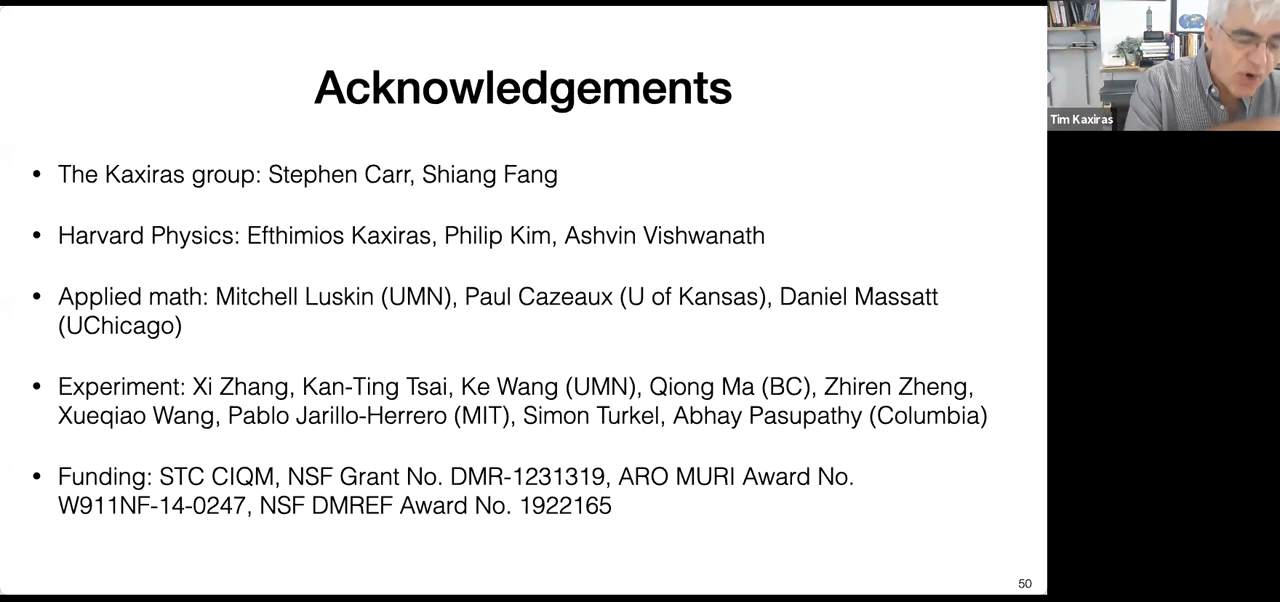 Acknowledgements
• The Kaxiras group: Stephen Carr, Shiang Fang
• Harvard Physics: Efthimios Kaxiras, Philip Kim, Ashvin Vishwanath
• Applied math: Mitchell Luskin (UMN), Paul Cazeaux (U of Kansas), Daniel Massatt
(UChicago)
• Experiment: Xi Zhang, Kan-Ting Tsai, Ke Wang (UMN), Qiong Ma (BC), Zhiren Zheng,
Xueqiao Wang, Pablo Jarillo-Herrero (MIT), Simon Turkel, Abhay Pasupathy (Columbia)
• Funding: STC CIQM, NSF Grant No. DMR-1231319, ARO MURI Award No.
W911NF-14-0247, NSF DMREF Award No. 1922165
50
Tim Kaxiras